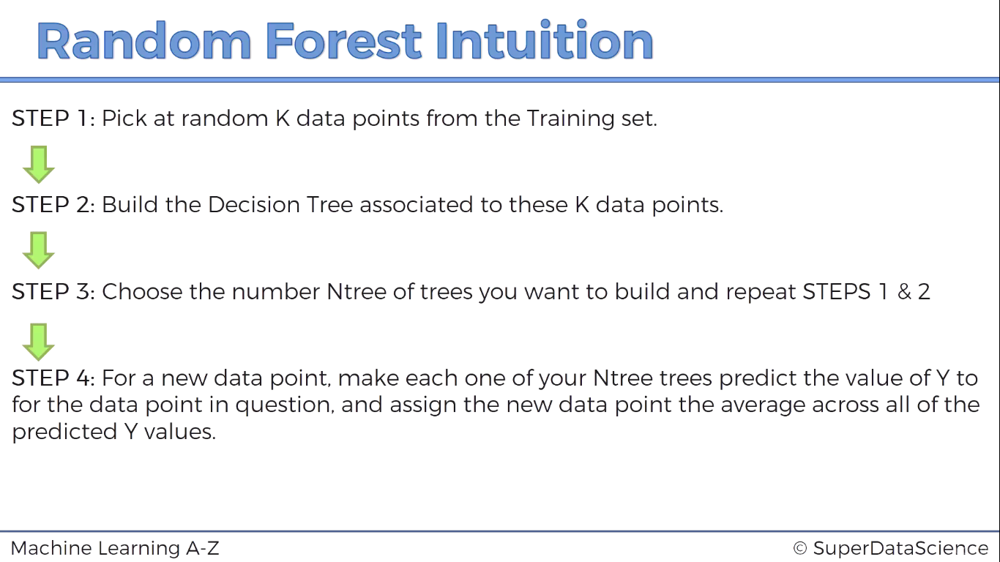 Random Forest Intuition
STEP 1: Pick at random K data points from the Training set.
STEP 2: Build the Decision Tree associated to these K data points.
STEP 3: Choose the number Ntree of trees you want to build and repeat STEPS 1 & 2
STEP 4: For a new data point, make each one of your Ntree trees predict the value of Y to
for the data point in question, and assign the new data point the average across all of the
predicted Y values.
Machine Learning A-Z
© SuperDataScience